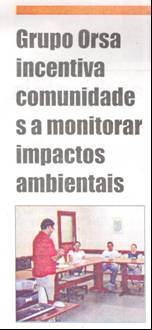 Grupo Orsa
incentiva
comunidade
s a monitorar
impactos
ambientais